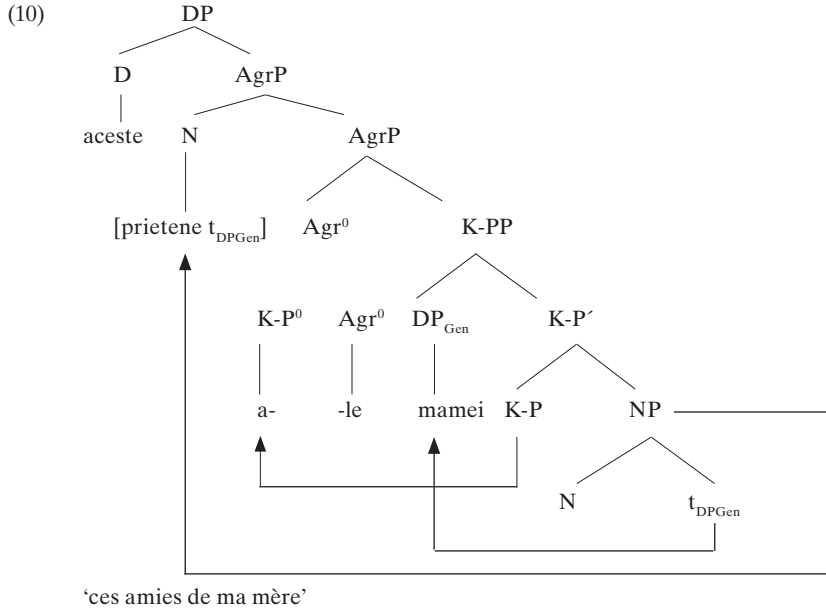 (10) DP
D AgrP
aceste N AgrP
[prietene t_DPGen] Agr⁰ K-PP
K-P⁰ Agr⁰ DP_Gen K-P´
a- -le mamei K-P NP
N t_DPGen
‘ces amies de ma mère’